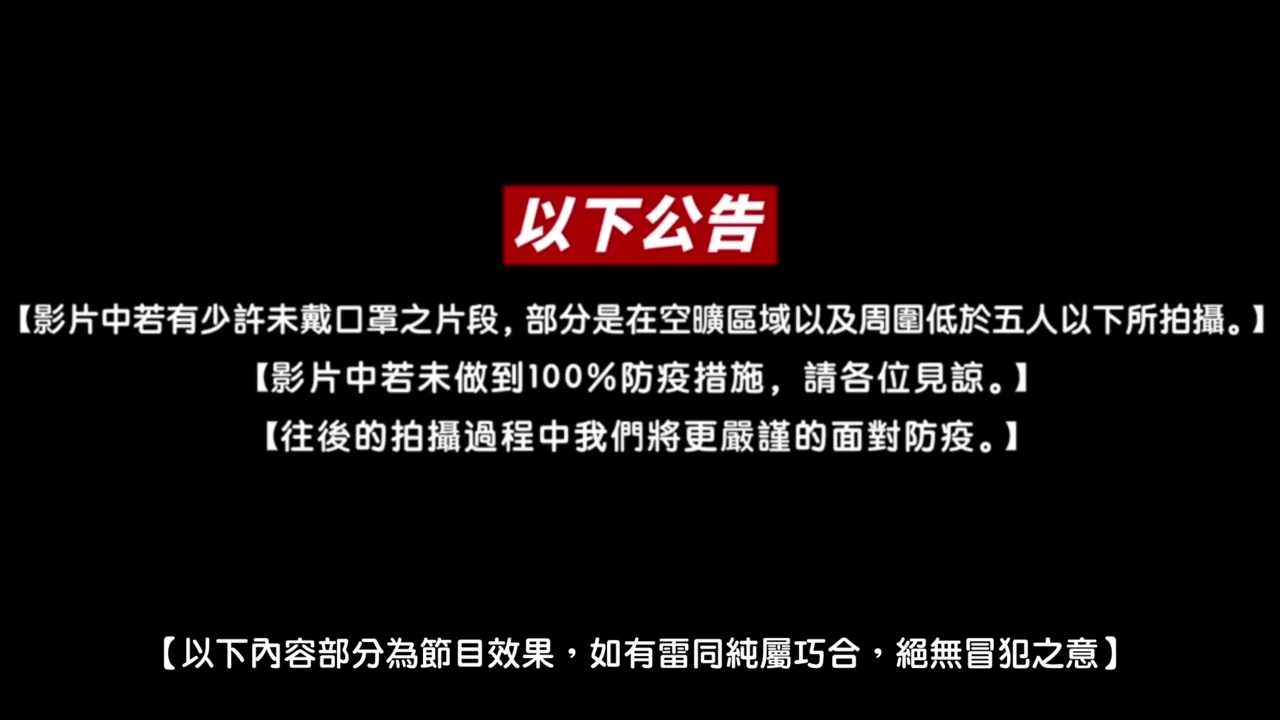 以下公告
【影片中若有少許未戴口罩之片段, 部分是在空曠區域以及周圍低於五人以下所拍攝。】
【影片中若未做到100%防疫措施, 請各位見諒。】
【往後的拍攝過程中我們將更嚴謹的面對防疫。】
【以下內容部分為節目效果，如有雷同純屬巧合，絕無冒犯之意】